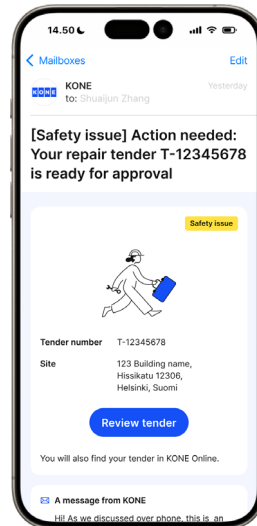 14.50
Mailboxes
Edit
KONE
KONE
Yesterday
to: Shuaijun Zhang
[Safety issue] Action needed:
Your repair tender T-12345678
is ready for approval
Safety issue
Tender number T-12345678
Site 123 Building name,
Hissikatu 12306,
Helsinki, Suomi
Review tender
You will also find your tender in KONE Online.
A message from KONE
Hi! As we discussed over phone, this is an